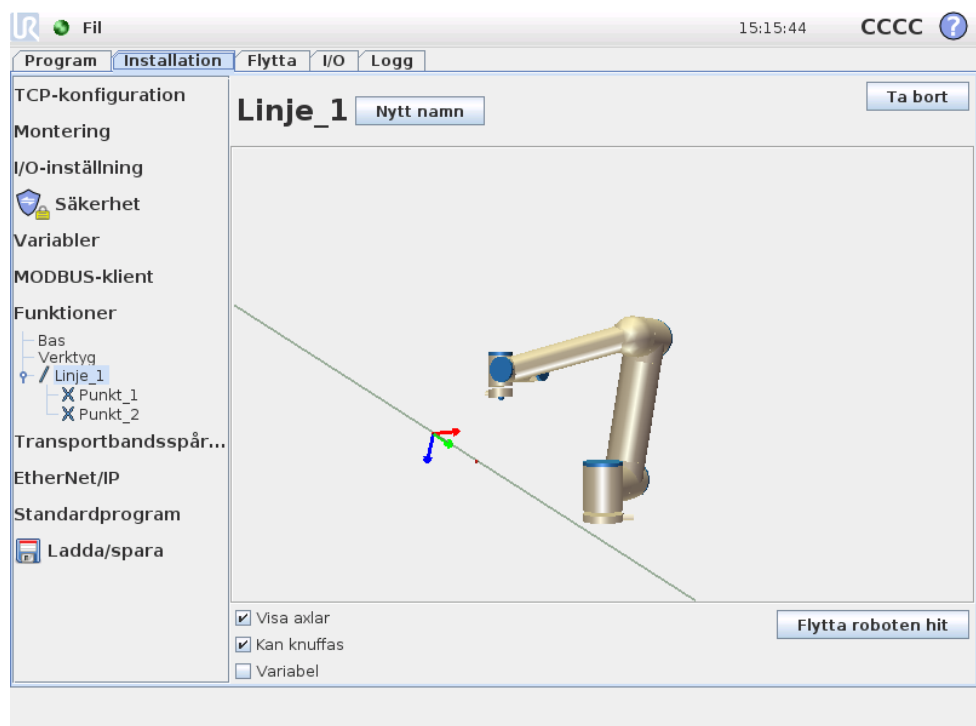 UR Fil 15:15:44 CCCC ?
Program Installation Flytta I/O Logg
TCP-konfiguration
Montering
I/O-inställning
Säkerhet
Variabler
MODBUS-klient
Funktioner
Bas
Verktyg
Linje_1
Punkt_1
Punkt_2
Transportbandsspår...
EtherNet/IP
Standardprogram
Ladda/spara
Linje_1 Nytt namn Ta bort
Visa axlar
Kan knuffas
Variabel
Flytta roboten hit